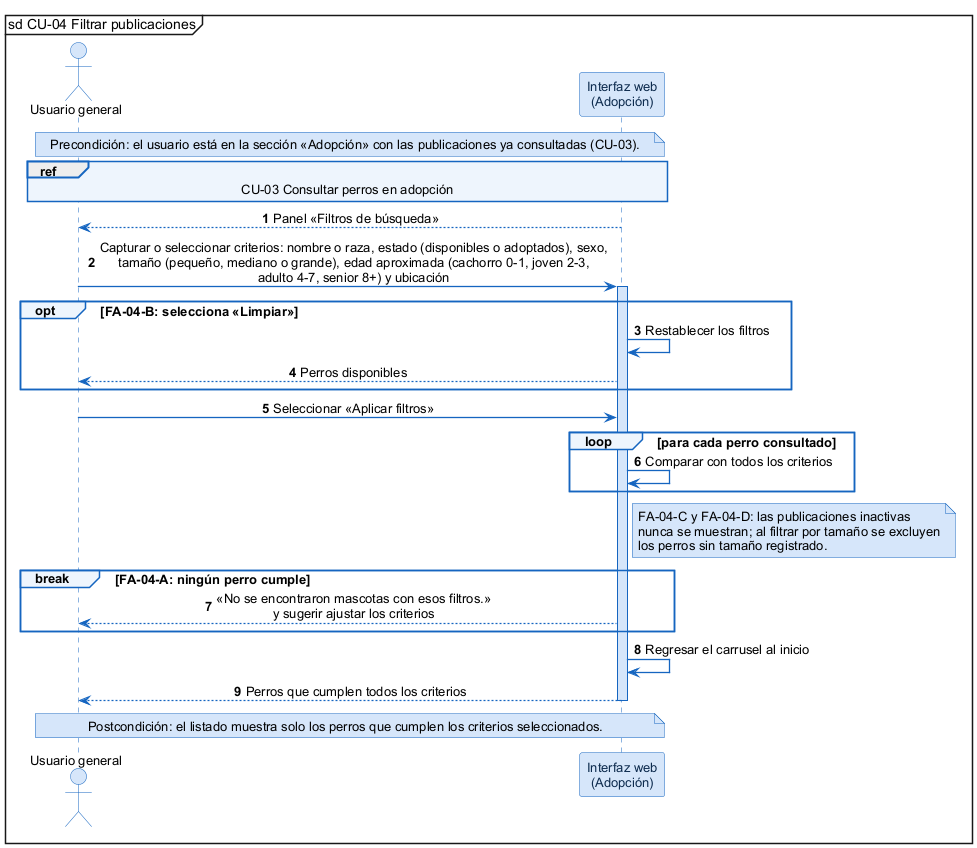 sd CU-04 Filtrar publicaciones
Usuario general
Interfaz web
(Adopción)
Precondición: el usuario está en la sección «Adopción» con las publicaciones ya consultadas (CU-03).
ref
CU-03 Consultar perros en adopción
1 Panel «Filtros de búsqueda»
Capturar o seleccionar criterios: nombre o raza, estado (disponibles o adoptados), sexo,
2 tamaño (pequeño, mediano o grande), edad aproximada (cachorro 0-1, joven 2-3,
adulto 4-7, senior 8+) y ubicación
opt [FA-04-B: selecciona «Limpiar»]
3 Restablecer los filtros
4 Perros disponibles
5 Seleccionar «Aplicar filtros»
loop [para cada perro consultado]
6 Comparar con todos los criterios
FA-04-C y FA-04-D: las publicaciones inactivas
nunca se muestran; al filtrar por tamaño se excluyen
los perros sin tamaño registrado.
break [FA-04-A: ningún perro cumple]
7 «No se encontraron mascotas con esos filtros.»
y sugerir ajustar los criterios
8 Regresar el carrusel al inicio
9 Perros que cumplen todos los criterios
Postcondición: el listado muestra solo los perros que cumplen los criterios seleccionados.
Usuario general
Interfaz web
(Adopción)